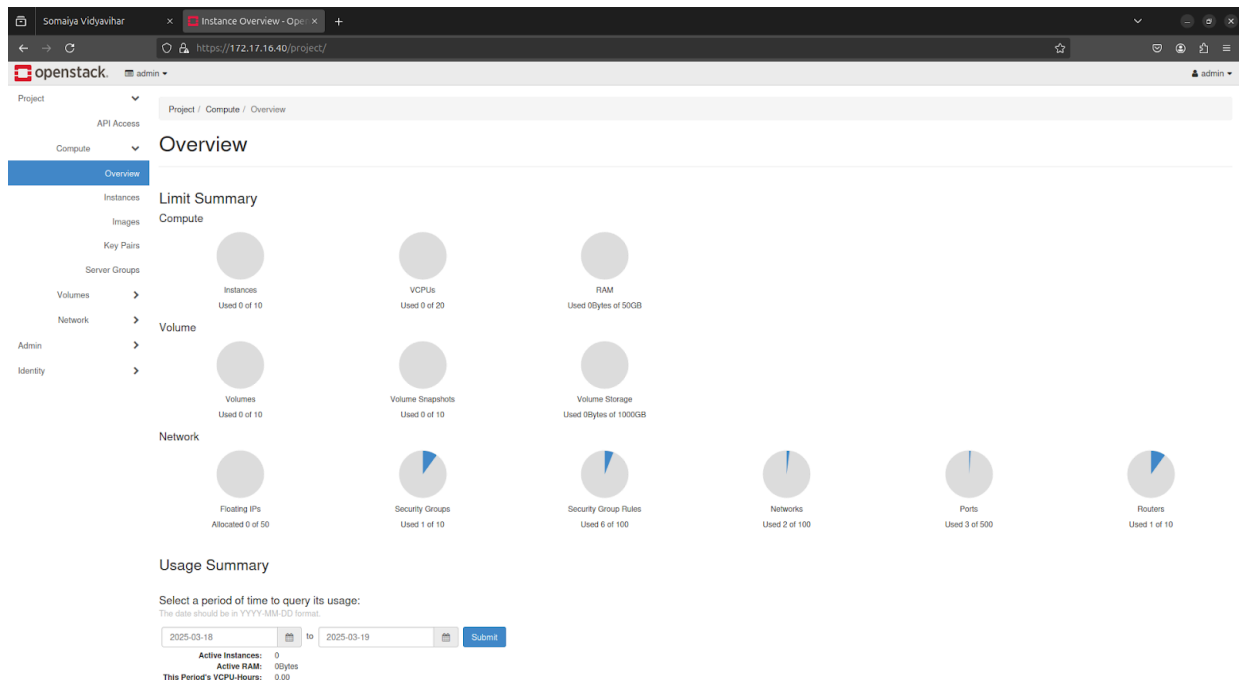 Somaiya Vidyavihar
Instance Overview - Open
https://172.17.16.40/project/
openstack. admin
admin
Project
API Access
Compute
Overview
Instances
Images
Key Pairs
Server Groups
Volumes
Network
Admin
Identity
Project / Compute / Overview
Overview
Limit Summary
Compute
Instances VCPUs RAM
Used 0 of 10 Used 0 of 20 Used 0Bytes of 50GB
Volume
Volumes Volume Snapshots Volume Storage
Used 0 of 10 Used 0 of 10 Used 0Bytes of 1000GB
Network
Floating IPs Security Groups Security Group Rules Networks Ports Routers
Allocated 0 of 50 Used 1 of 10 Used 6 of 100 Used 2 of 100 Used 3 of 500 Used 1 of 10
Usage Summary
Select a period of time to query its usage:
The date should be in YYYY-MM-DD format.
2025-03-18 to 2025-03-19 Submit
Active Instances: 0
Active RAM: 0Bytes
This Period's VCPU-Hours: 0.00